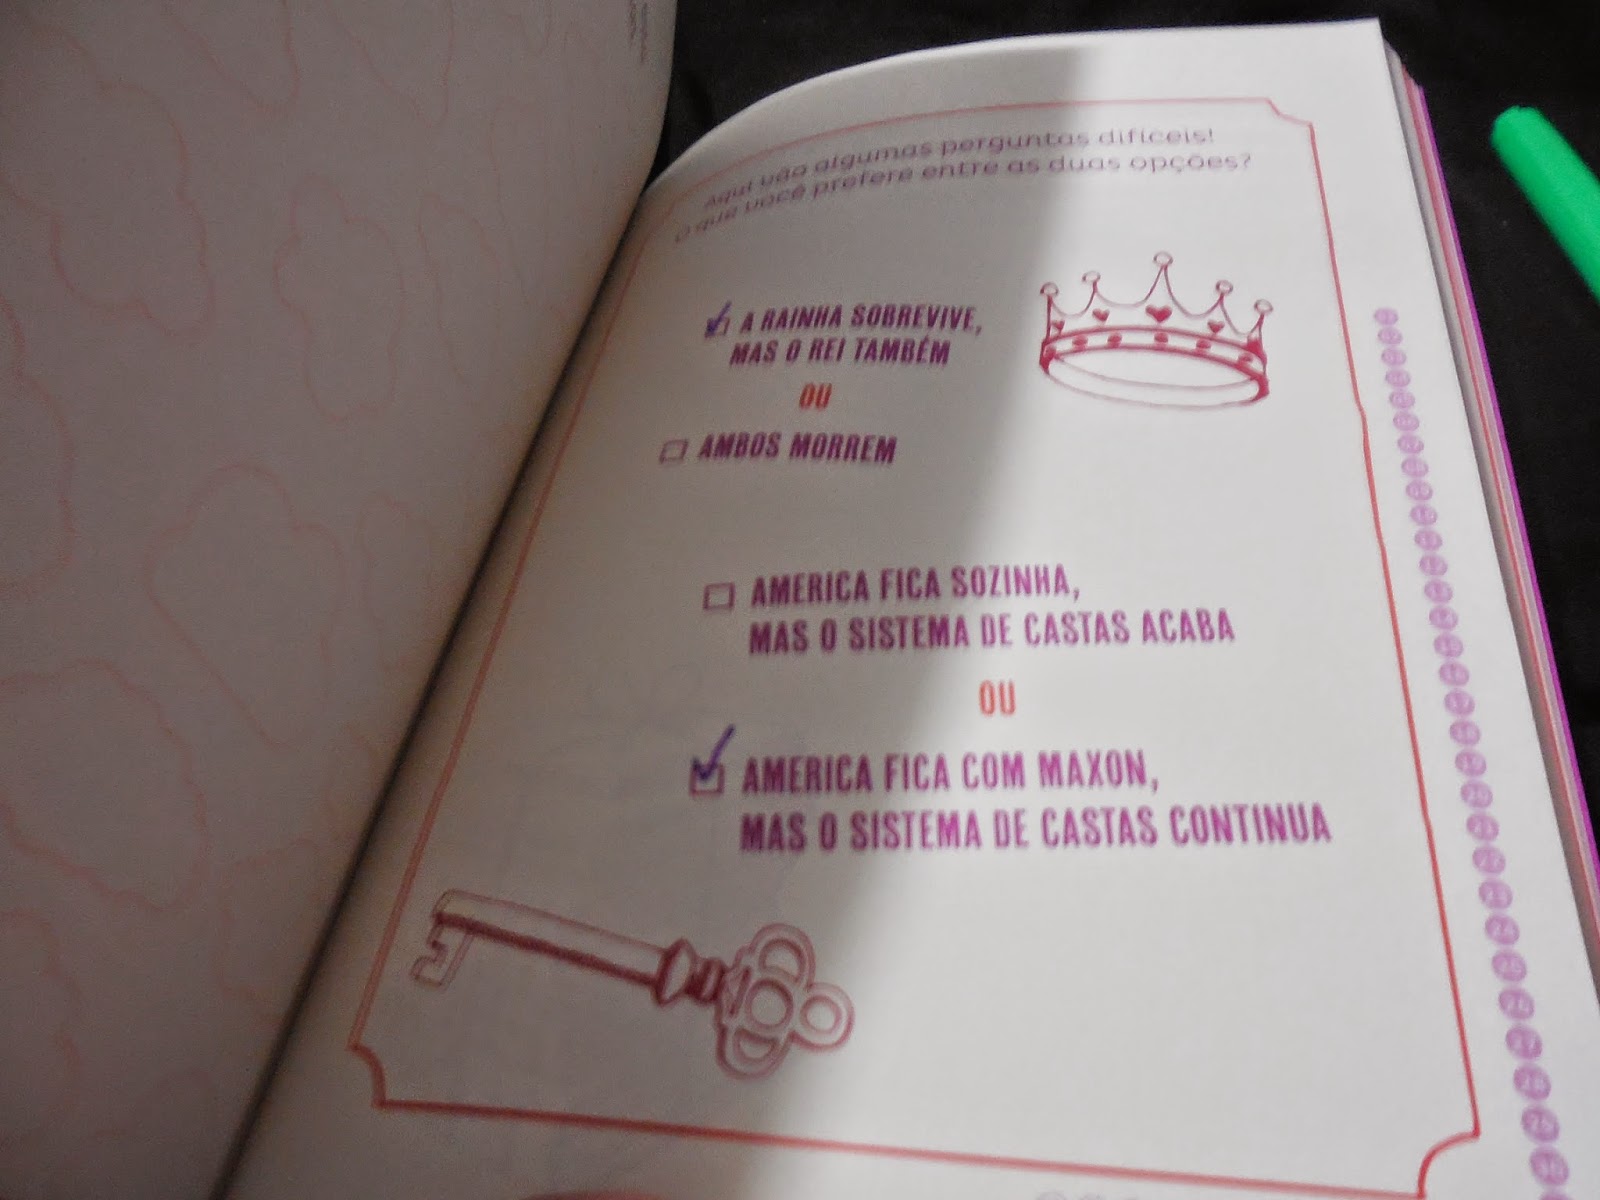 Aqui vão algumas perguntas difíceis!
O que você prefere entre as duas opções?
A RAINHA SOBREVIVE,
MAS O REI TAMBÉM
OU
AMBOS MORREM
AMERICA FICA SOZINHA,
MAS O SISTEMA DE CASTAS ACABA
OU
AMERICA FICA COM MAXON,
MAS O SISTEMA DE CASTAS CONTINUA